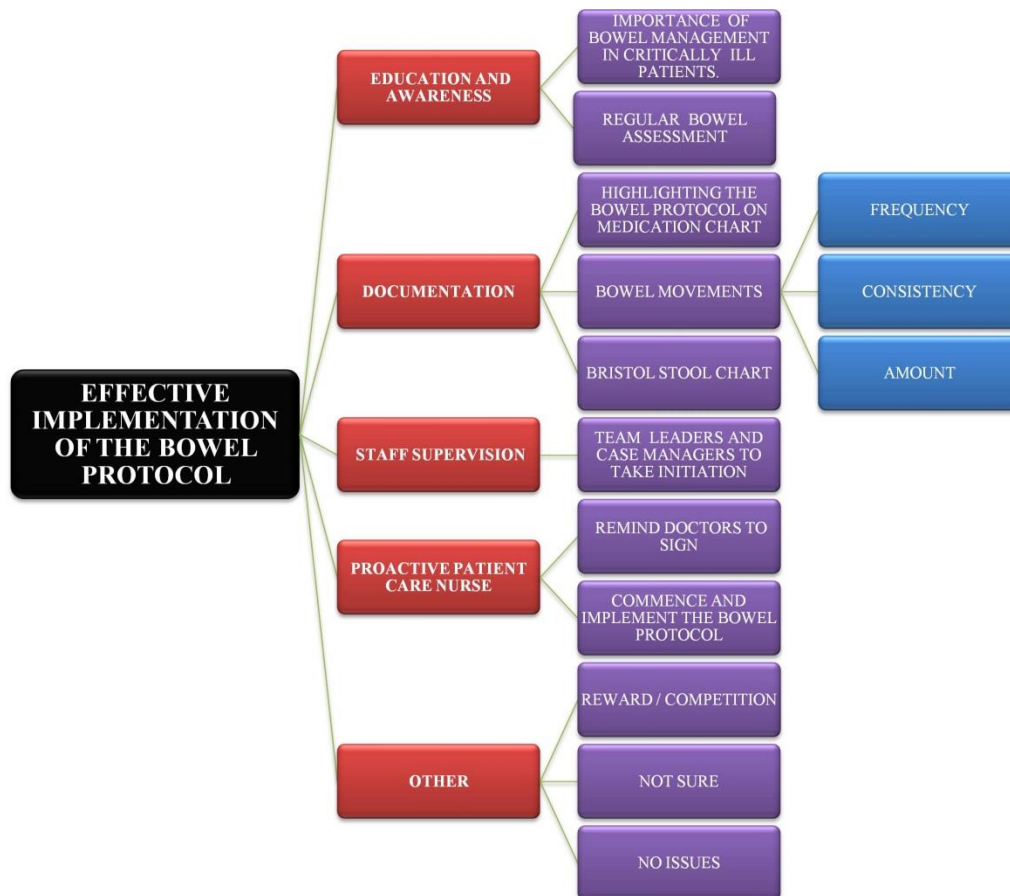 EFFECTIVE
IMPLEMENTATION
OF THE BOWEL
PROTOCOL
EDUCATION AND
AWARENESS
IMPORTANCE OF
BOWEL MANAGEMENT
IN CRITICALLY ILL
PATIENTS.
REGULAR BOWEL
ASSESSMENT
DOCUMENTATION
HIGHLIGHTING THE
BOWEL PROTOCOL ON
MEDICATION CHART
BOWEL MOVEMENTS
FREQUENCY
CONSISTENCY
AMOUNT
BRISTOL STOOL CHART
STAFF SUPERVISION
TEAM LEADERS AND
CASE MANAGERS TO
TAKE INITIATION
PROACTIVE PATIENT
CARE NURSE
REMIND DOCTORS TO
SIGN
COMMENCE AND
IMPLEMENT THE BOWEL
PROTOCOL
OTHER
REWARD / COMPETITION
NOT SURE
NO ISSUES